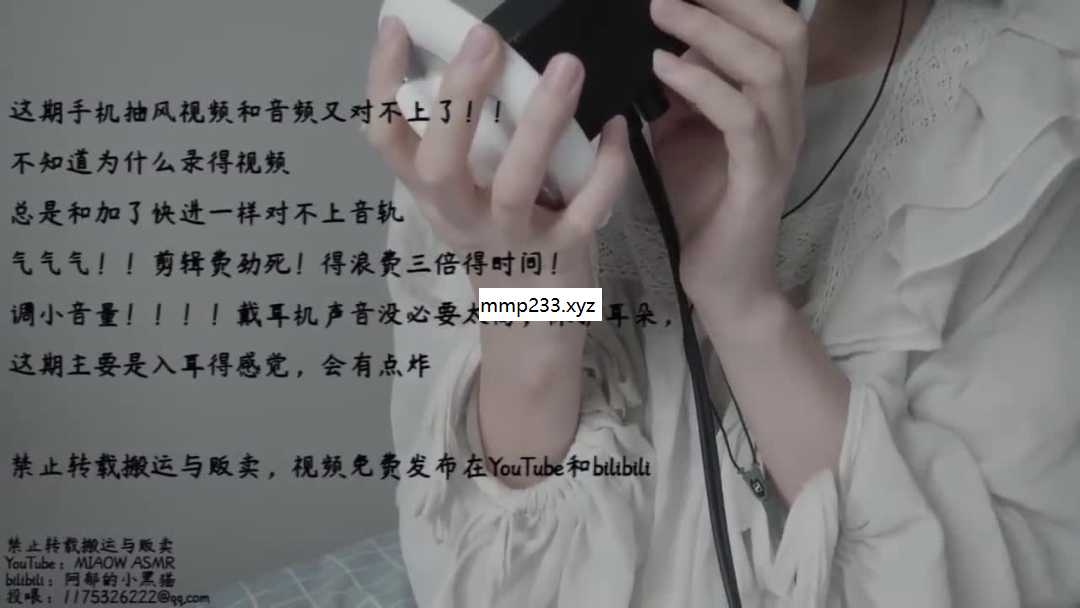 这期手机抽风视频和音频又对不上了！！
不知道为什么录得视频
总是和加了快进一样对不上音轨
气气气！！剪辑费劲死！得浪费三倍得时间！
调小音量！！！！戴耳机声音没必要太 耳朵，
mmp233.xyz
这期主要是入耳得感觉，会有点炸
禁止转载搬运与贩卖，视频免费发布在YouTube和bilibili
禁止转载搬运与贩卖
YouTube：MIAOW ASMR
bilibili：阿郁的小黑猫
投喂：1175326222@qq.com